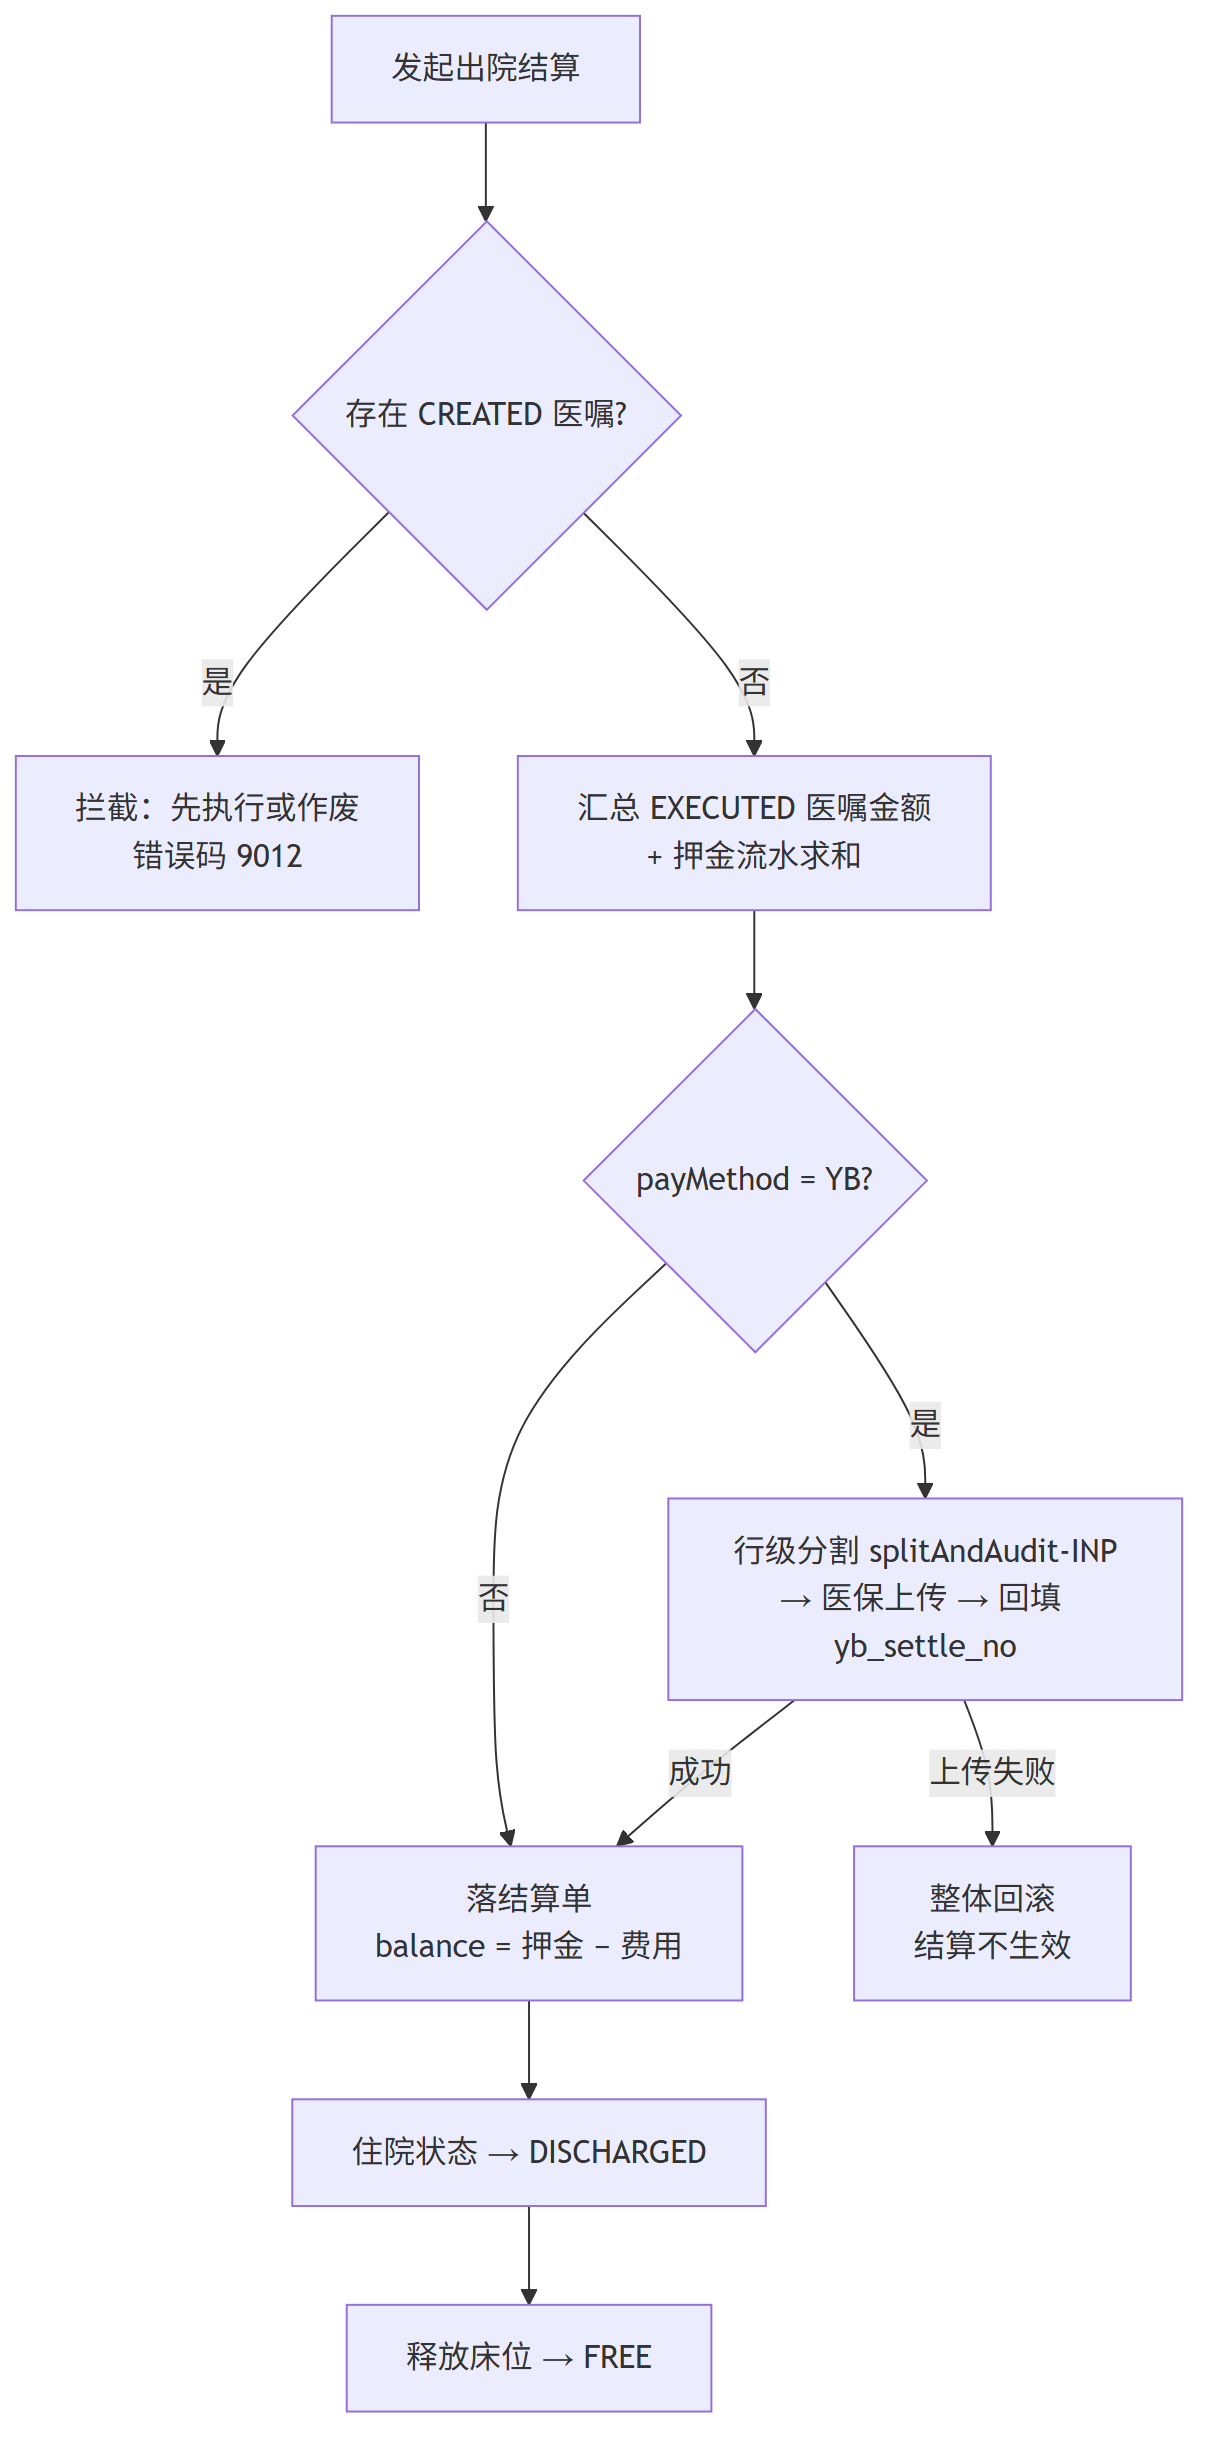 发起出院结算
存在 CREATED 医嘱?
是
否
拦截：先执行或作废
错误码 9012
汇总 EXECUTED 医嘱金额
+ 押金流水求和
payMethod = YB?
是
否
行级分割 splitAndAudit-INP
→ 医保上传 → 回填
yb_settle_no
成功
上传失败
落结算单
balance = 押金 − 费用
整体回滚
结算不生效
住院状态 → DISCHARGED
释放床位 → FREE